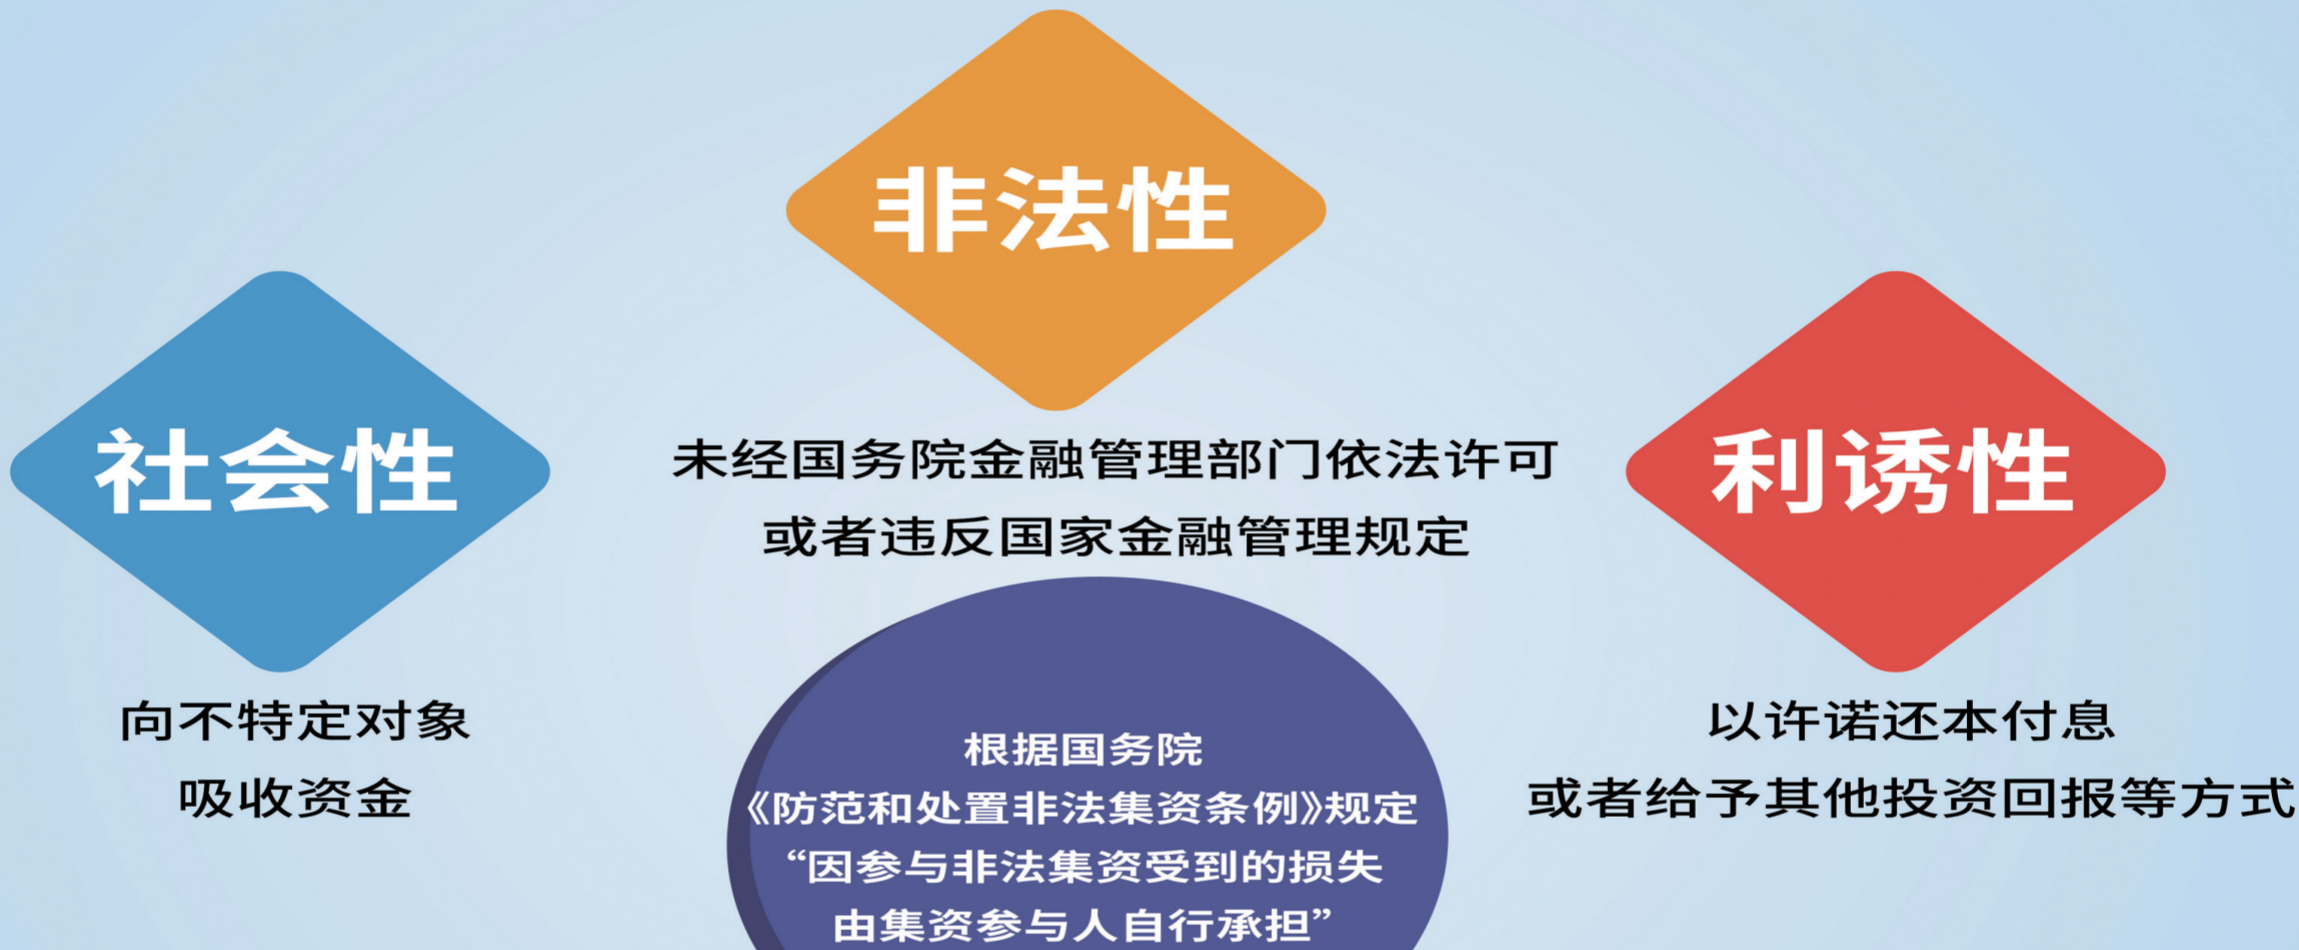 非法性
未经国务院金融管理部门依法许可
或者违反国家金融管理规定
社会性
向不特定对象
吸收资金
利诱性
以许诺还本付息
或者给予其他投资回报等方式
根据国务院
《防范和处置非法集资条例》规定
“因参与非法集资受到的损失
由集资参与人自行承担”